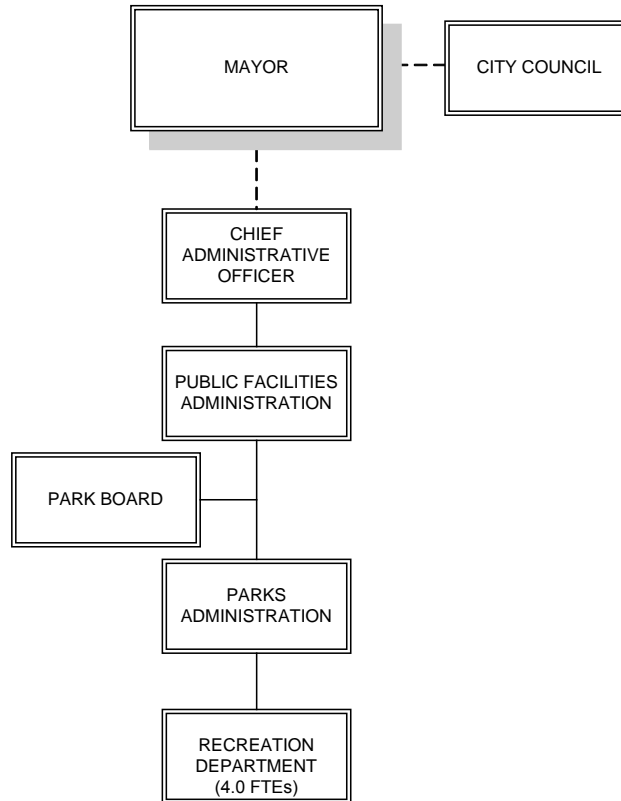 MAYOR
CITY COUNCIL
CHIEF
ADMINISTRATIVE
OFFICER
PUBLIC FACILITIES
ADMINISTRATION
PARK BOARD
PARKS
ADMINISTRATION
RECREATION
DEPARTMENT
(4.0 FTEs)